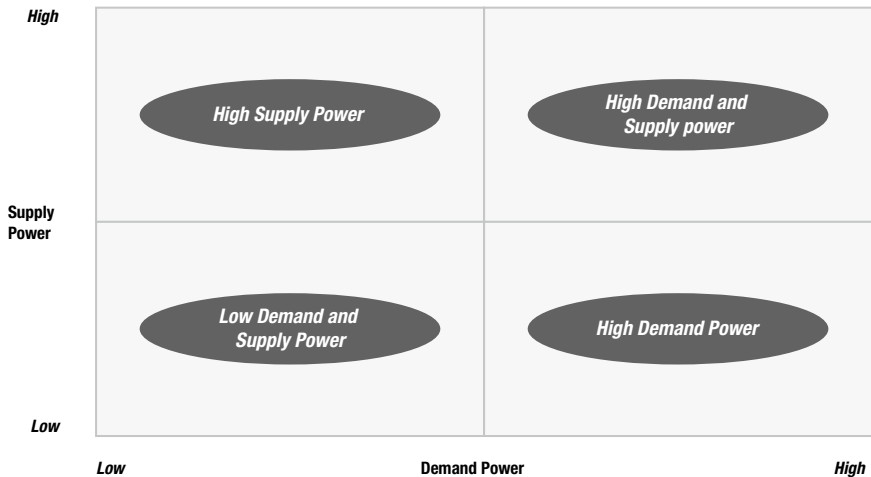 High
High Supply Power
High Demand and
Supply power
Supply
Power
Low Demand and
Supply Power
High Demand Power
Low
Low
Demand Power
High